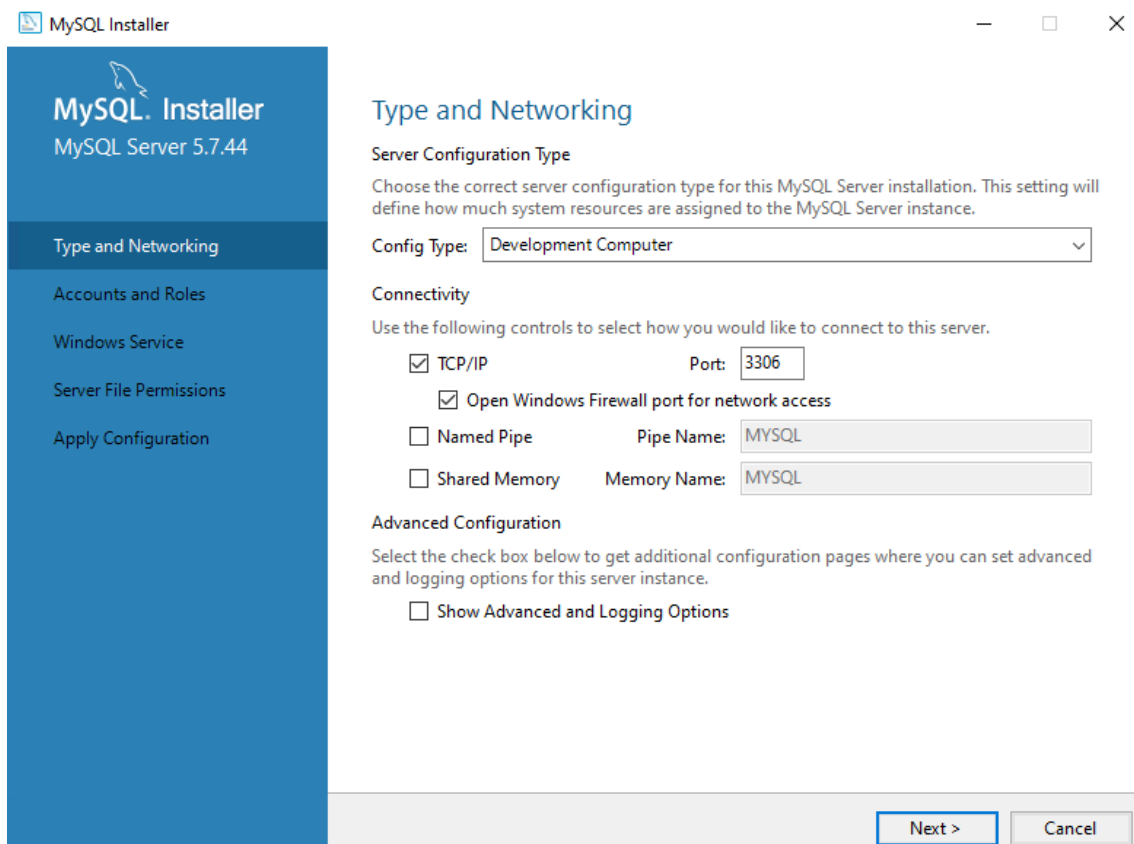 MySQL Installer
MySQL. Installer
MySQL Server 5.7.44
Type and Networking
Accounts and Roles
Windows Service
Server File Permissions
Apply Configuration
Type and Networking
Server Configuration Type
Choose the correct server configuration type for this MySQL Server installation. This setting will
define how much system resources are assigned to the MySQL Server instance.
Config Type: Development Computer
Connectivity
Use the following controls to select how you would like to connect to this server.
TCP/IP Port: 3306
Open Windows Firewall port for network access
Named Pipe Pipe Name: MYSQL
Shared Memory Memory Name: MYSQL
Advanced Configuration
Select the check box below to get additional configuration pages where you can set advanced
and logging options for this server instance.
Show Advanced and Logging Options
Next > Cancel